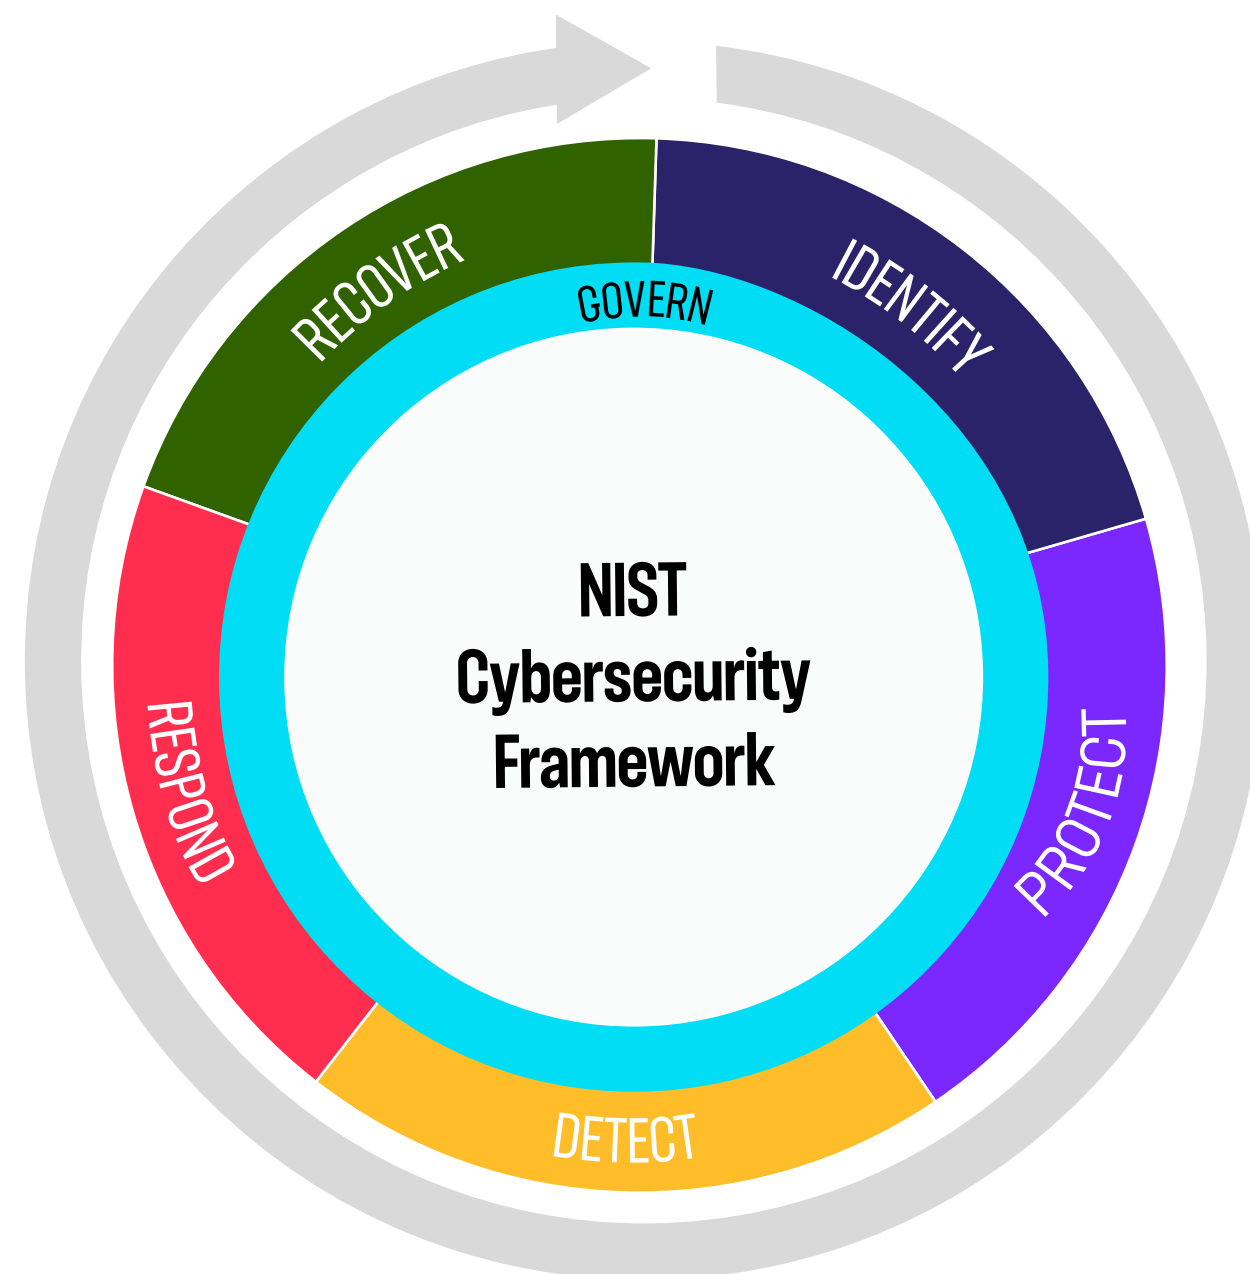 RECOVER
IDENTIFY
GOVERN
NIST
Cybersecurity
Framework
RESPOND
PROTECT
DETECT